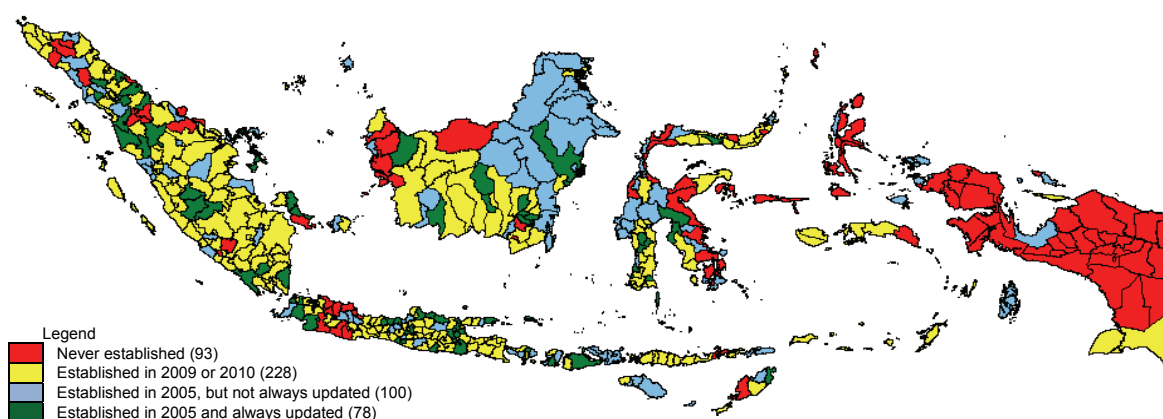 Legend
Never established (93)
Established in 2009 or 2010 (228)
Established in 2005, but not always updated (100)
Established in 2005 and always updated (78)